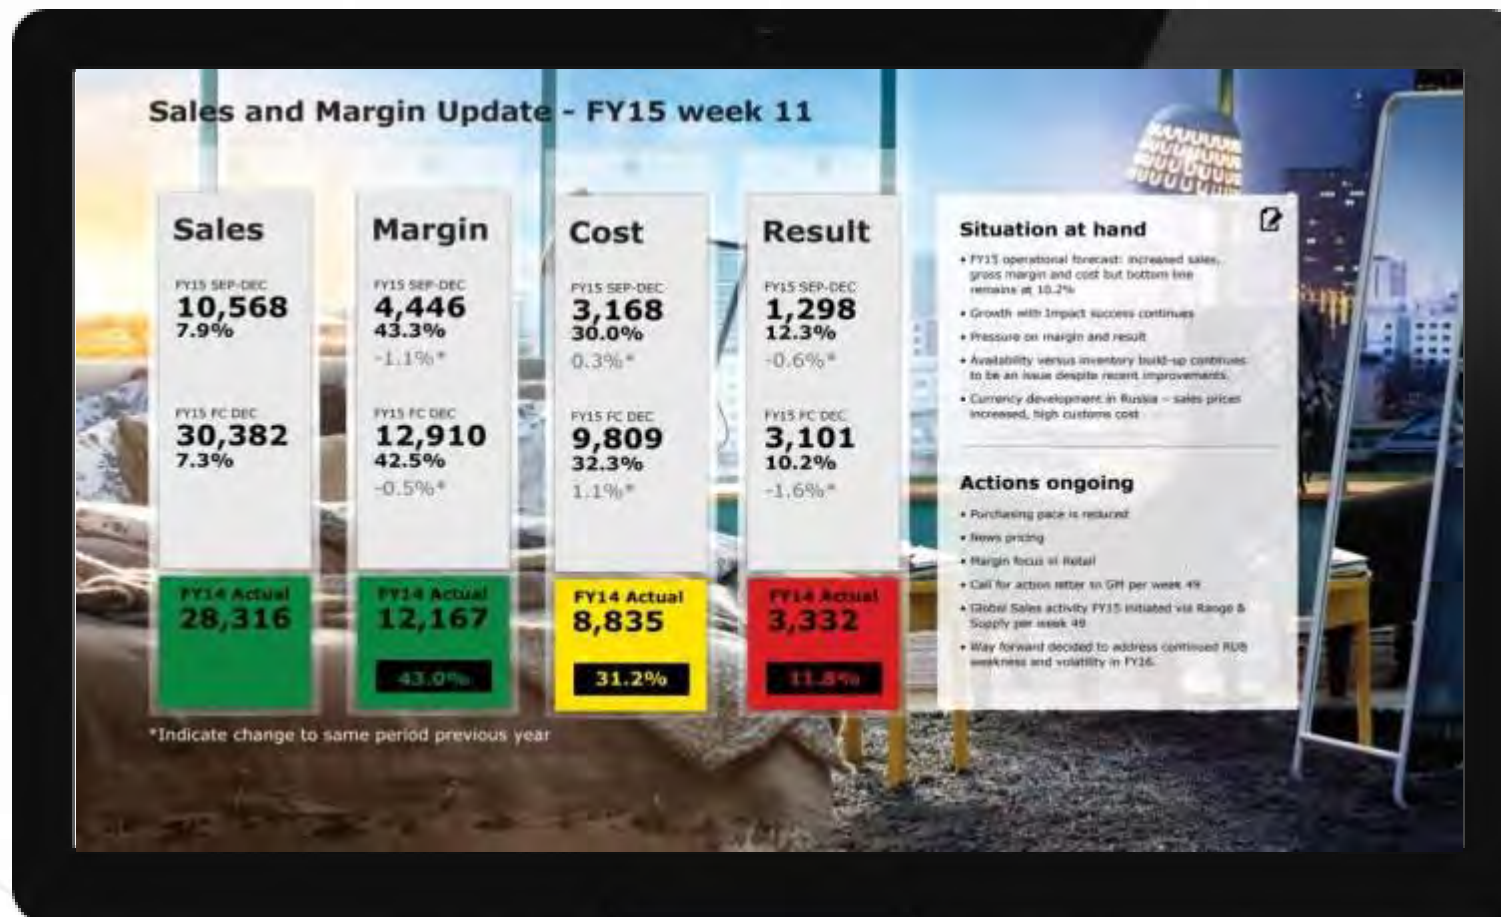 Sales and Margin Update - FY15 week 11
Sales
FY15 SEP-DEC
10,568
7.9%
FY15 FC DEC
30,382
7.3%
FY14 Actual
28,316
Margin
FY15 SEP-DEC
4,446
43.3%
-1.1%*
FY15 FC DEC
12,910
42.5%
-0.5%*
FY14 Actual
12,167
43.0%
Cost
FY15 SEP-DEC
3,168
30.0%
0.3%*
FY15 FC DEC
9,809
32.3%
1.1%*
FY14 Actual
8,835
31.2%
Result
FY15 SEP-DEC
1,298
12.3%
-0.6%*
FY15 FC DEC
3,101
10.2%
-1.6%*
FY14 Actual
3,332
11.8%
Situation at hand
• FY15 operational forecast: increased sales,
gross margin and cost but bottom line
remains at 10.2%
• Growth with Impact success continues
• Pressure on margin and result
• Availability versus inventory build-up continues
to be an issue despite recent improvements.
• Currency development in Russia – sales prices
increased, high customs cost
Actions ongoing
• Purchasing pace is reduced
• News pricing
• Margin focus in Retail
• Call for action letter to GM per week 49
• Global Sales activity FY15 initiated via Range &
Supply per week 49
• Way forward decided to address continued RUB
weakness and volatility in FY16.
*Indicate change to same period previous year